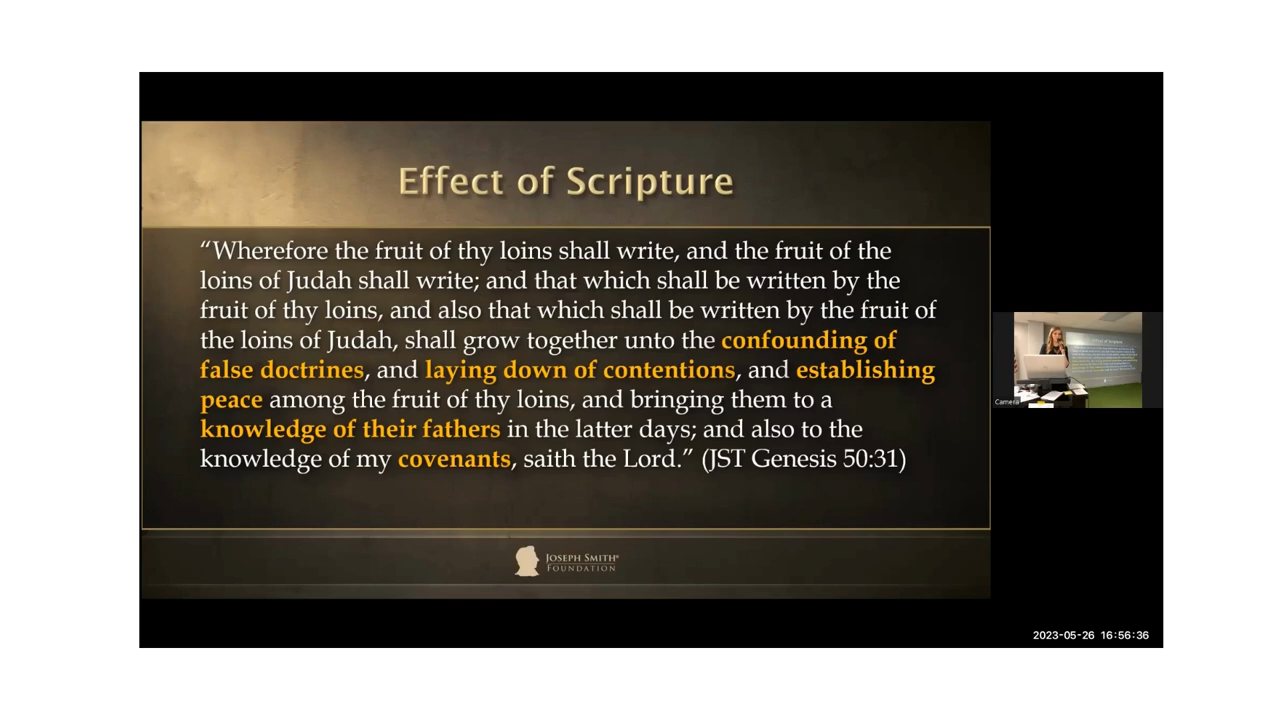 Effect of Scripture
“Wherefore the fruit of thy loins shall write, and the fruit of the
loins of Judah shall write; and that which shall be written by the
fruit of thy loins, and also that which shall be written by the fruit of
the loins of Judah, shall grow together unto the confounding of
false doctrines, and laying down of contentions, and establishing
peace among the fruit of thy loins, and bringing them to a
knowledge of their fathers in the latter days; and also to the
knowledge of my covenants, saith the Lord.” (JST Genesis 50:31)
JOSEPH SMITH®
FOUNDATION
Camera
2023-05-26 16:56:36